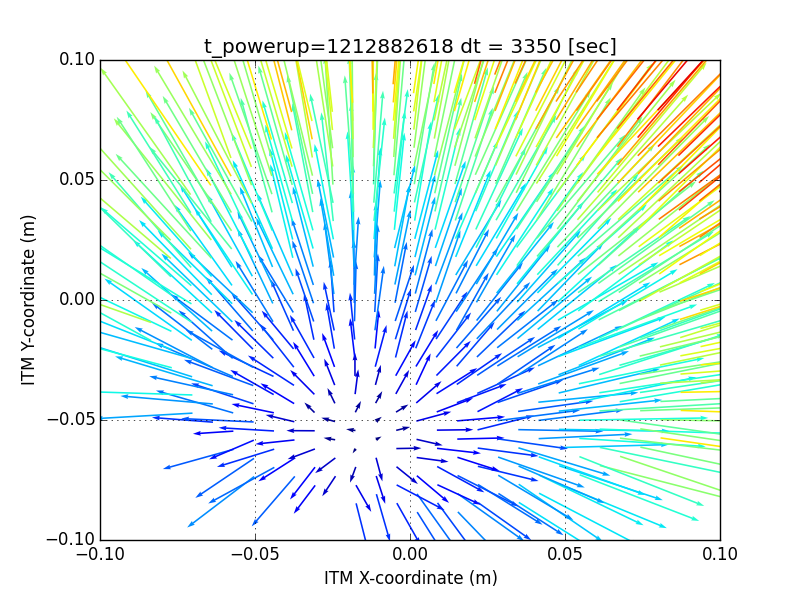 t_powerup=1212882618 dt = 3350 [sec]
0.10
0.05
0.00
−0.05
−0.10
ITM Y-coordinate (m)
−0.10 −0.05 0.00 0.05 0.10
ITM X-coordinate (m)